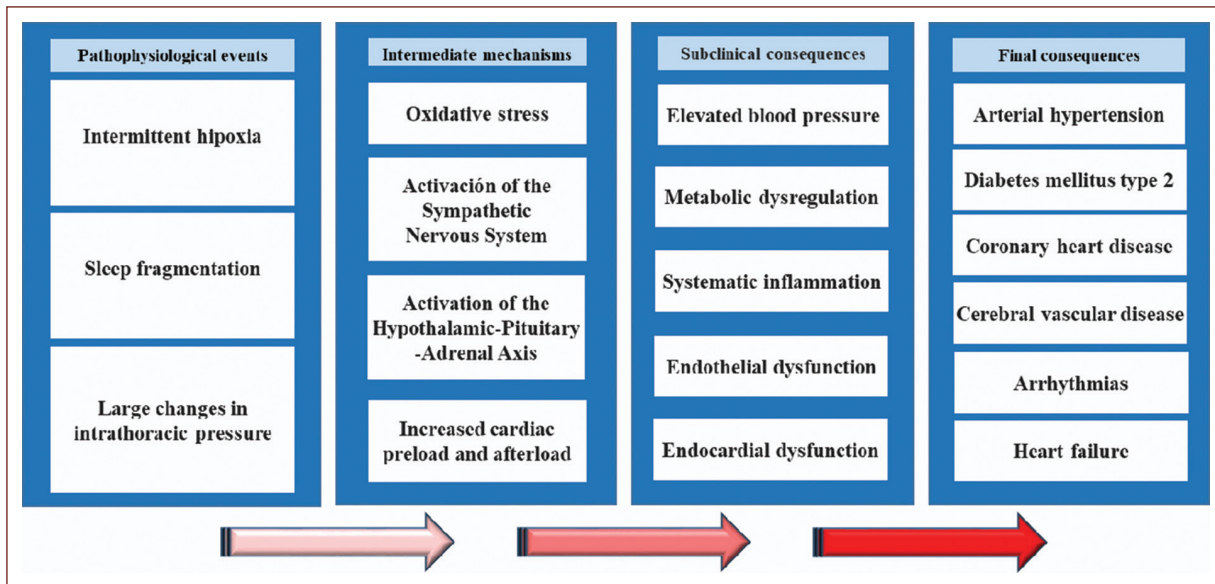 Pathophysiological events
Intermittent hipoxia
Sleep fragmentation
Large changes in
intrathoracic pressure
Intermediate mechanisms
Oxidative stress
Activación of the
Sympathetic
Nervous System
Activation of the
Hypothalamic-Pituitary
-Adrenal Axis
Increased cardiac
preload and afterload
Subclinical consequences
Elevated blood pressure
Metabolic dysregulation
Systematic inflammation
Endothelial dysfunction
Endocardial dysfunction
Final consequences
Arterial hypertension
Diabetes mellitus type 2
Coronary heart disease
Cerebral vascular disease
Arrhythmias
Heart failure